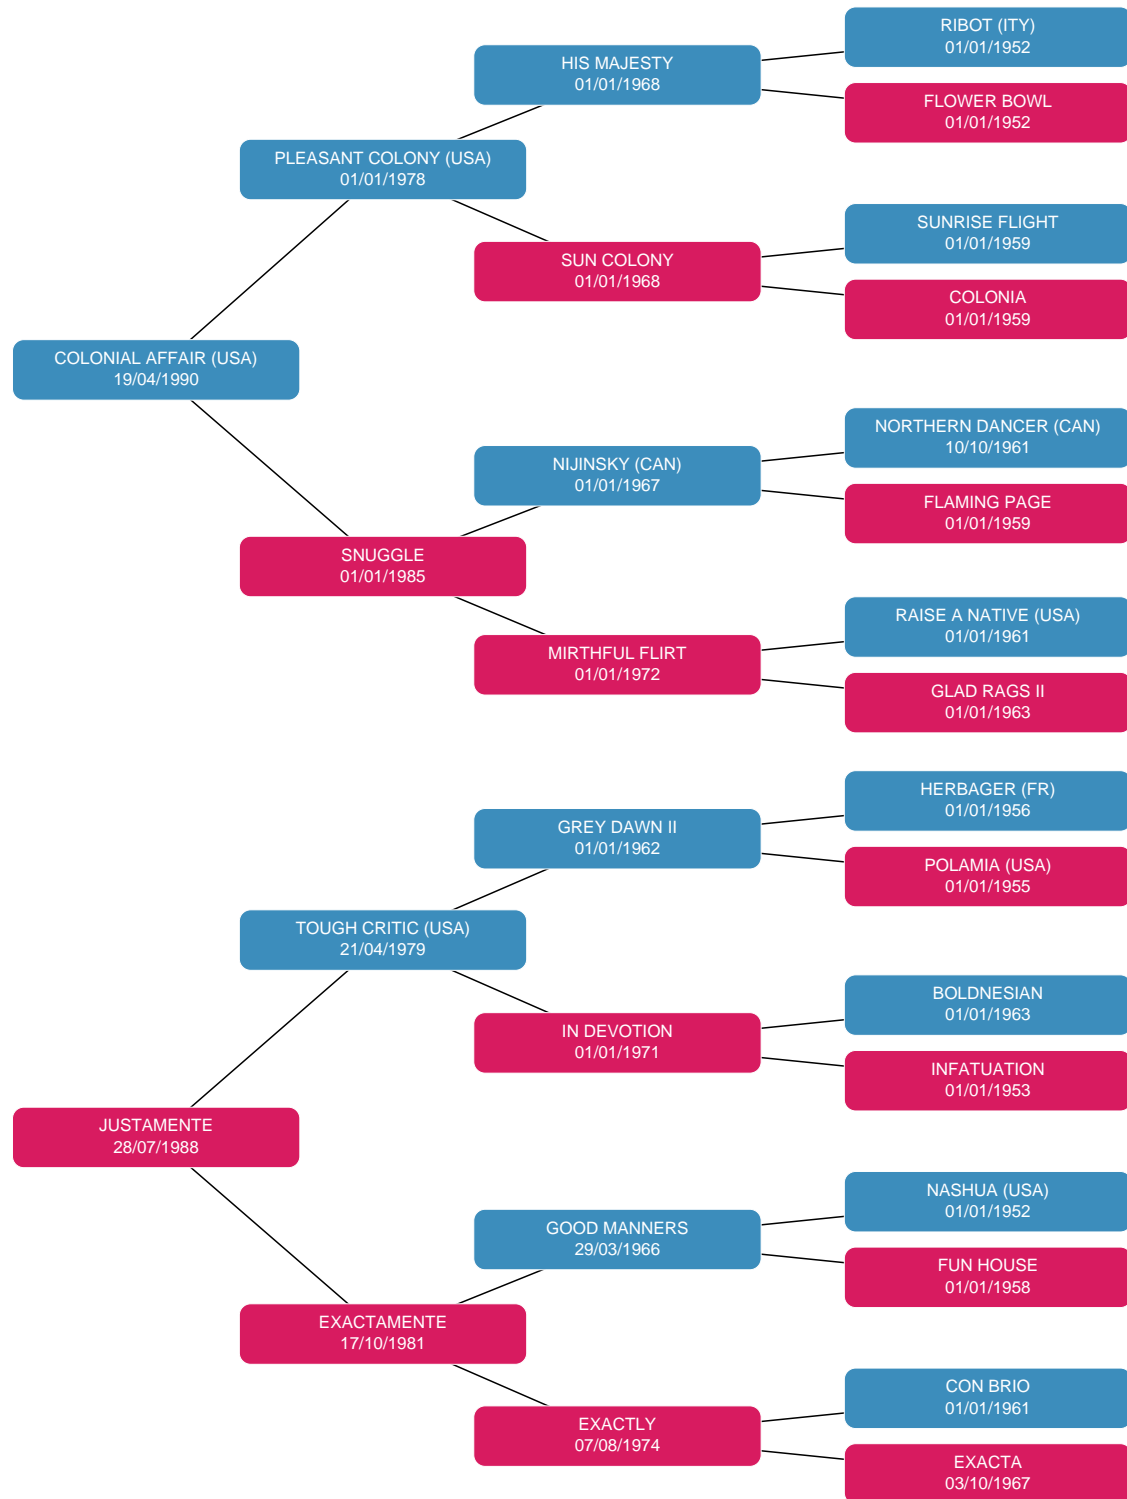 RIBOT (ITY)
01/01/1952
HIS MAJESTY
01/01/1968
FLOWER BOWL
01/01/1952
PLEASANT COLONY (USA)
01/01/1978
SUNRISE FLIGHT
01/01/1959
SUN COLONY
01/01/1968
COLONIA
01/01/1959
COLONIAL AFFAIR (USA)
19/04/1990
NORTHERN DANCER (CAN)
10/10/1961
NIJINSKY (CAN)
01/01/1967
FLAMING PAGE
01/01/1959
SNUGGLE
01/01/1985
RAISE A NATIVE (USA)
01/01/1961
MIRTHFUL FLIRT
01/01/1972
GLAD RAGS II
01/01/1963
HERBAGER (FR)
01/01/1956
GREY DAWN II
01/01/1962
POLAMIA (USA)
01/01/1955
TOUGH CRITIC (USA)
21/04/1979
BOLDNESIAN
01/01/1963
IN DEVOTION
01/01/1971
INFATUATION
01/01/1953
JUSTAMENTE
28/07/1988
NASHUA (USA)
01/01/1952
GOOD MANNERS
29/03/1966
FUN HOUSE
01/01/1958
EXACTAMENTE
17/10/1981
CON BRIO
01/01/1961
EXACTLY
07/08/1974
EXACTA
03/10/1967